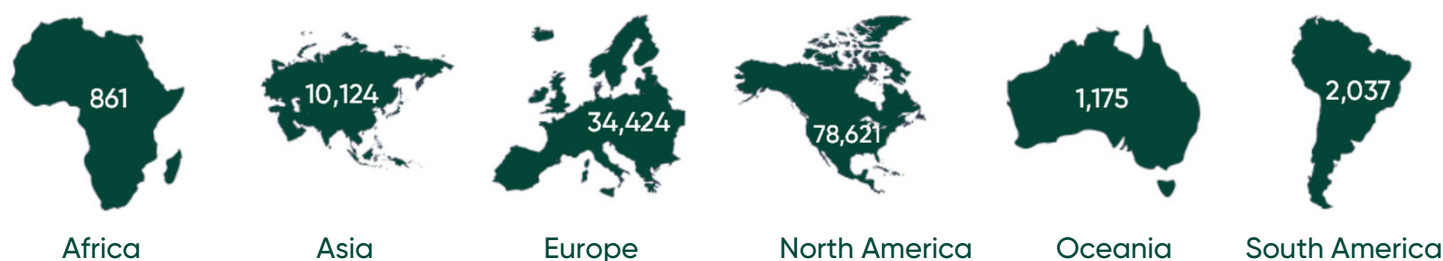 861
10,124
34,424
78,621
1,175
2,037
Africa
Asia
Europe
North America
Oceania
South America